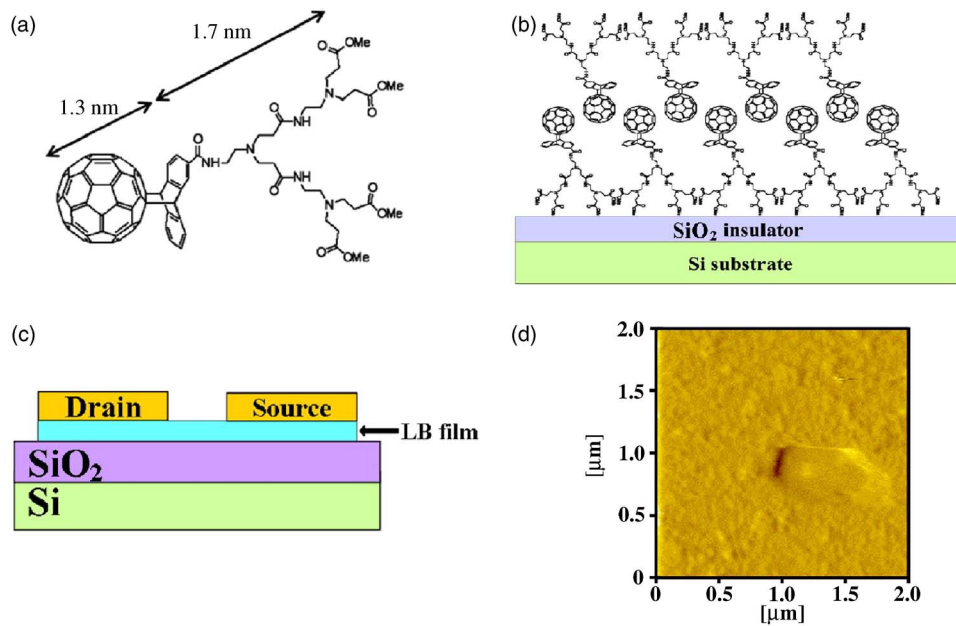 (a)
1.7 nm
1.3 nm
OMe
O
OMe
O
N
O
NH
O
HN
N
O
NH
O
N
OMe
O
OMe
O
(b)
SiO₂ insulator
Si substrate
(c)
Drain
Source
LB film
SiO₂
Si
(d)
2.0
1.5
1.0
0.5
0
[μm]
0
0.5
1.0
1.5
2.0
[μm]